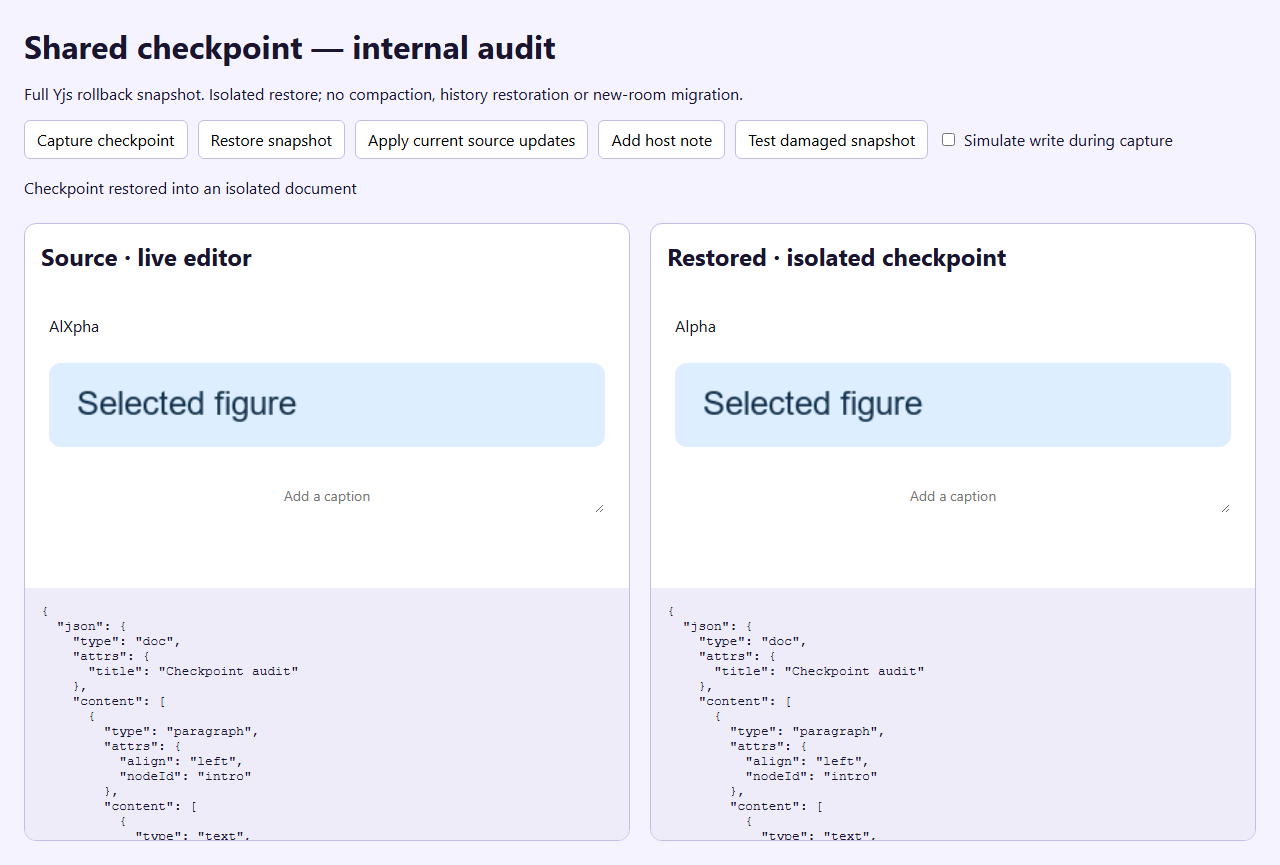 Shared checkpoint — internal audit
Full Yjs rollback snapshot. Isolated restore; no compaction, history restoration or new-room migration.
Capture checkpoint
Restore snapshot
Apply current source updates
Add host note
Test damaged snapshot
Simulate write during capture
Checkpoint restored into an isolated document
Source · live editor
AlXpha
Selected figure
Add a caption
{
  "json": {
    "type": "doc",
    "attrs": {
      "title": "Checkpoint audit"
    },
    "content": [
      {
        "type": "paragraph",
        "attrs": {
          "align": "left",
          "nodeId": "intro"
        },
        "content": [
          {
            "type": "text",
Restored · isolated checkpoint
Alpha
Selected figure
Add a caption
{
  "json": {
    "type": "doc",
    "attrs": {
      "title": "Checkpoint audit"
    },
    "content": [
      {
        "type": "paragraph",
        "attrs": {
          "align": "left",
          "nodeId": "intro"
        },
        "content": [
          {
            "type": "text",